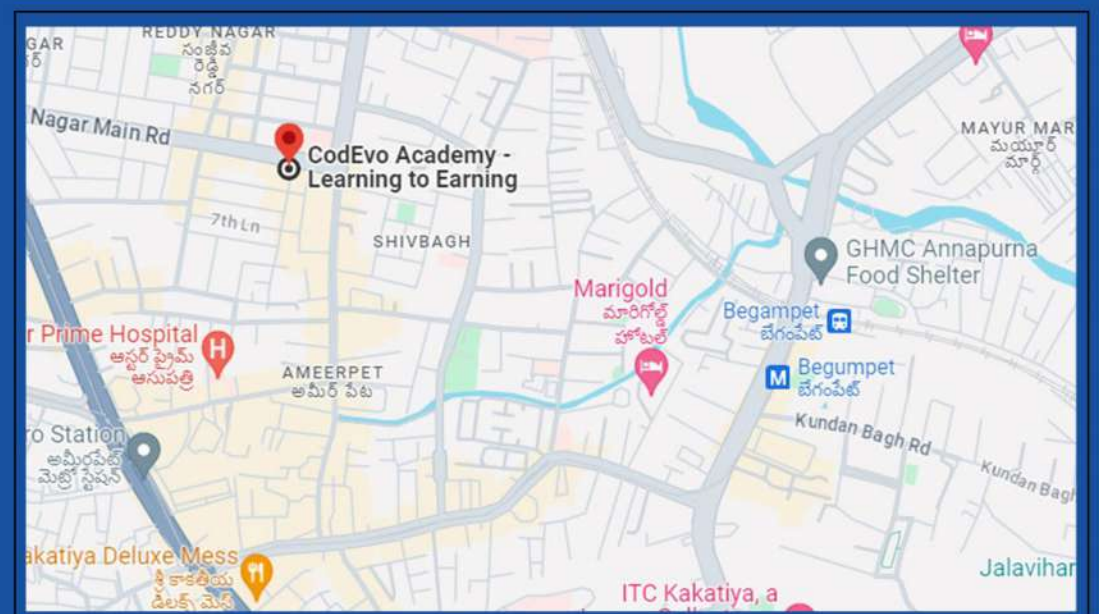 REDDY NAGAR
సంజీవ
రెడ్డి
నగర్
GAR
Nagar Main Rd
CodEvo Academy -
Learning to Earning
MAYUR MAR
మయూర్
మార్గ్
7th Ln
SHIVBAGH
GHMC Annapurna
Food Shelter
Marigold
మారిగోల్డ్
హోటల్
Begampet
బేగంపేట్
r Prime Hospital
ఆస్టర్ ప్రైమ్
ఆసుపత్రి
H
AMEERPET
అమీర్ పేట
M
Begumpet
బేగంపేట్
Kundan Bagh Rd
ro Station
అమీర్‌పేట్
మెట్రో స్టేషన్
Kundan Bagh
akatiya Deluxe Mess
శ్రీ కాకతీయ
డీలక్స్ మెస్
Jalavihar
ITC Kakatiya, a